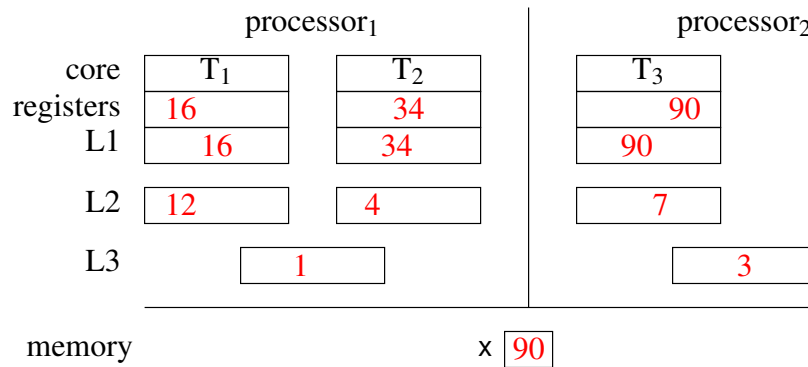 processor₁ processor₂
core T₁ T₂ T₃
registers 16 34 90
L1 16 34 90
L2 12 4 7
L3 1 3
memory x 90